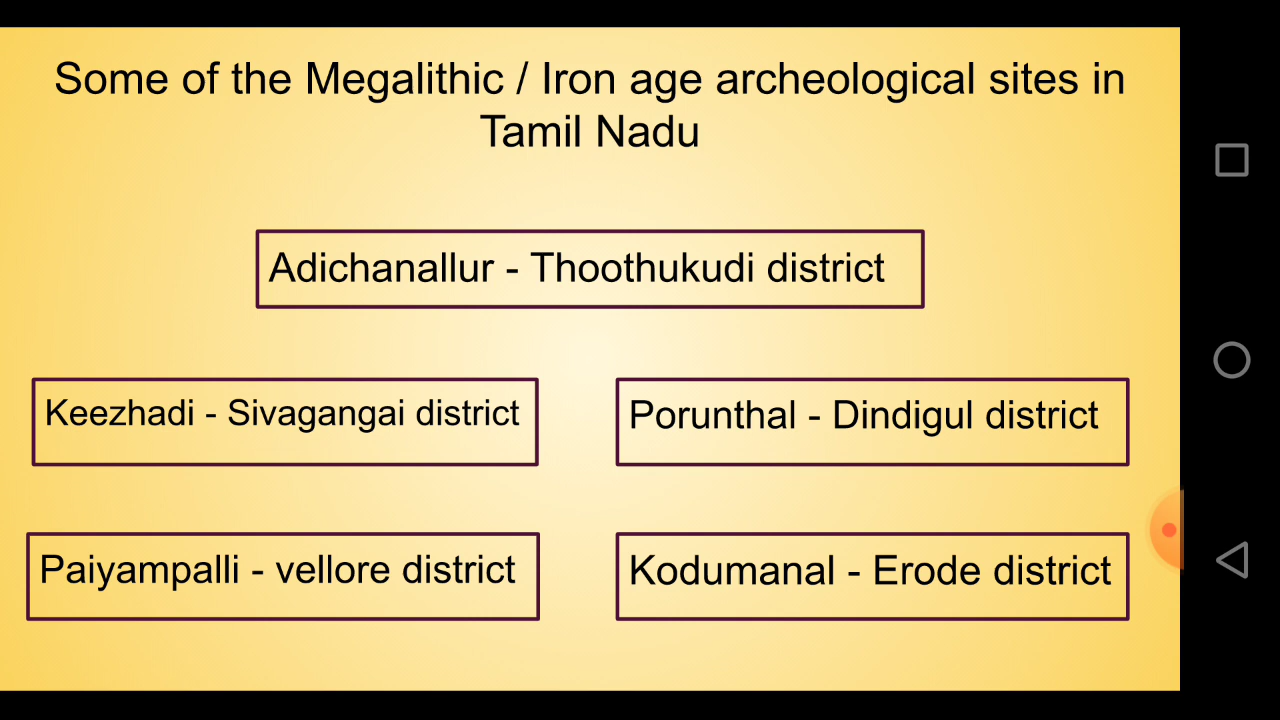 Some of the Megalithic / Iron age archeological sites in
Tamil Nadu
Adichanallur - Thoothukudi district
Keezhadi - Sivagangai district
Porunthal - Dindigul district
Paiyampalli - vellore district
Kodumanal - Erode district